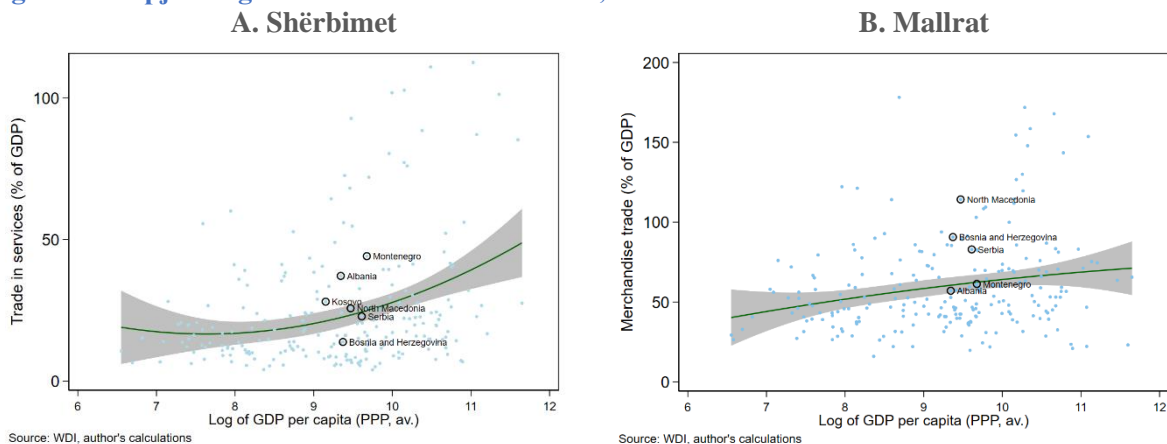 A. Shërbimet
Trade in services (% of GDP)
100
50
0
Montenegro
Albania
Kosovo
North Macedonia
Serbia
Bosnia and Herzegovina
6 7 8 9 10 11 12
Log of GDP per capita (PPP, av.)
Source: WDI, author's calculations
B. Mallrat
Merchandise trade (% of GDP)
200
150
100
50
0
North Macedonia
Bosnia and Herzegovina
Serbia
Montenegro
Albania
6 7 8 9 10 11 12
Log of GDP per capita (PPP, av.)
Source: WDI, author's calculations